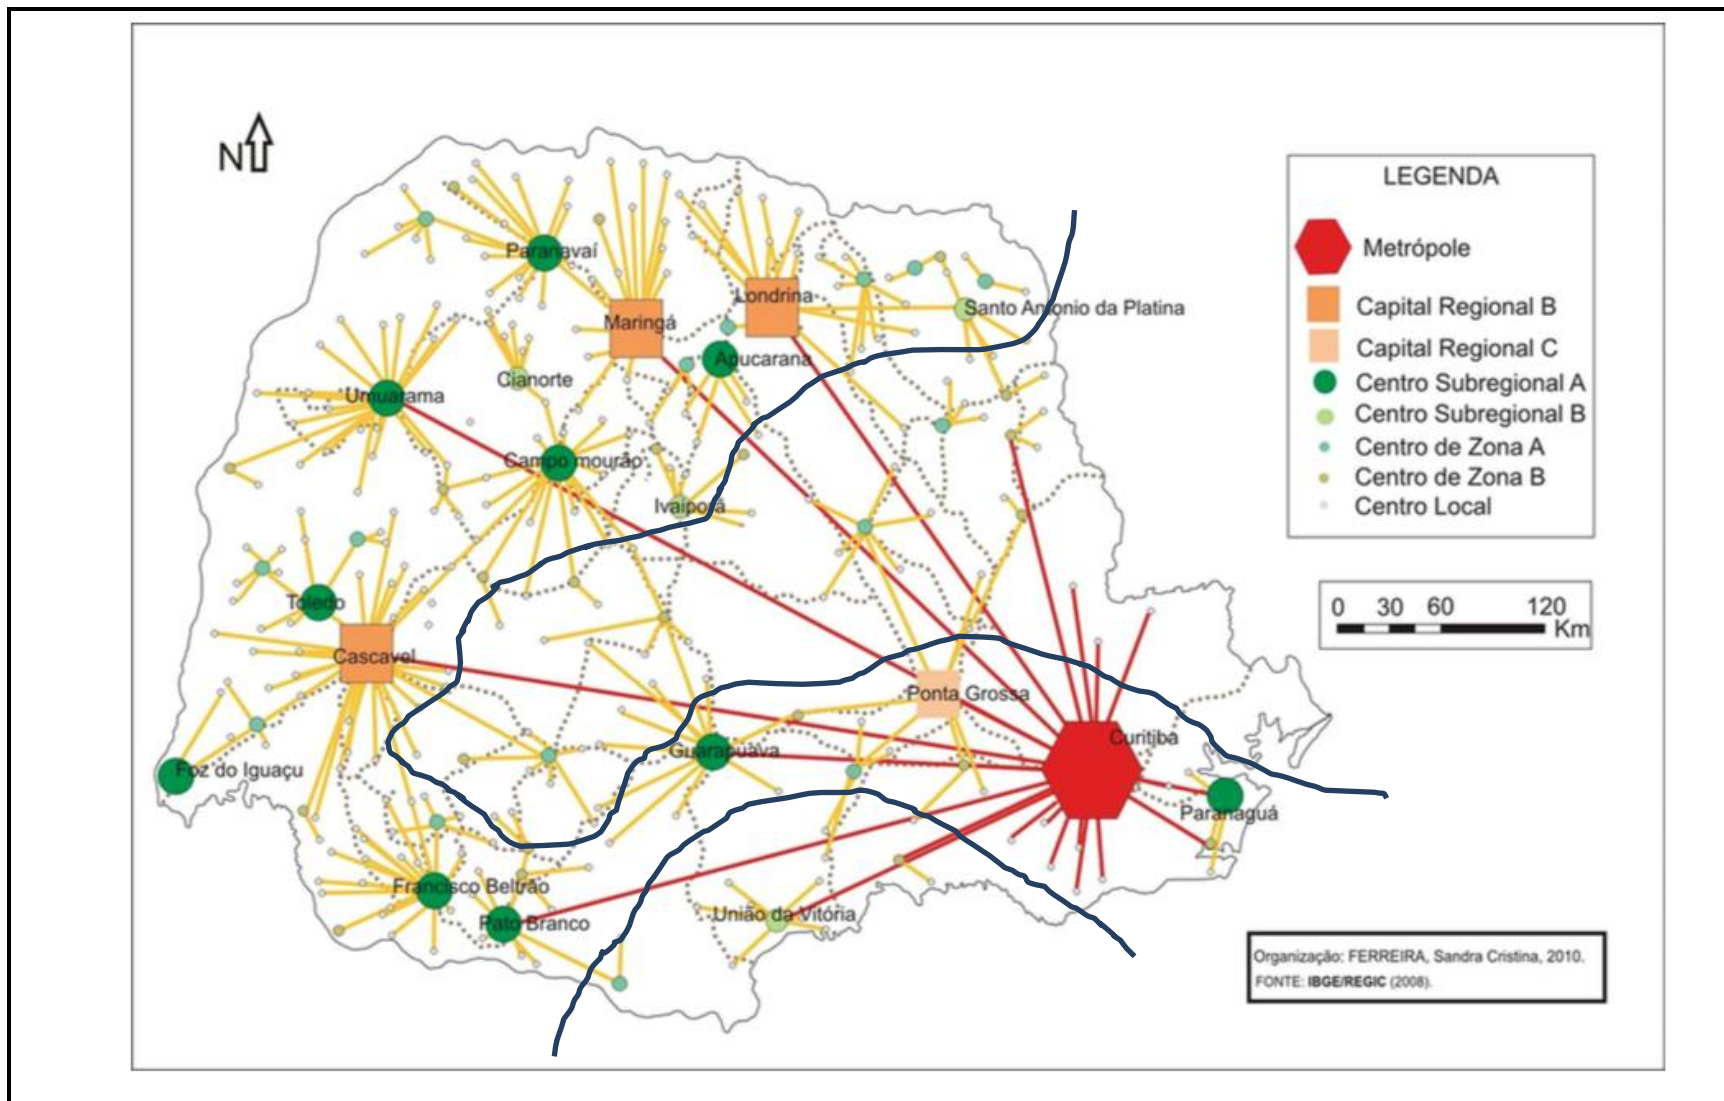 N
LEGENDA
Metrópole
Capital Regional B
Capital Regional C
Centro Subregional A
Centro Subregional B
Centro de Zona A
Centro de Zona B
Centro Local
Paranavaí
Londrina
Maringá
Santo Antonio da Platina
Apucarana
Cianorte
Umuarama
Campo mourão
Ivaiporã
Toledo
Cascavel
Ponta Grossa
Curitiba
Guarapuava
Foz do Iguaçu
Paranaguá
Francisco Beltrão
Pato Branco
União da Vitória
0 30 60 120
Km
Organização: FERREIRA, Sandra Cristina, 2010.
FONTE: IBGE/REGIC (2008).